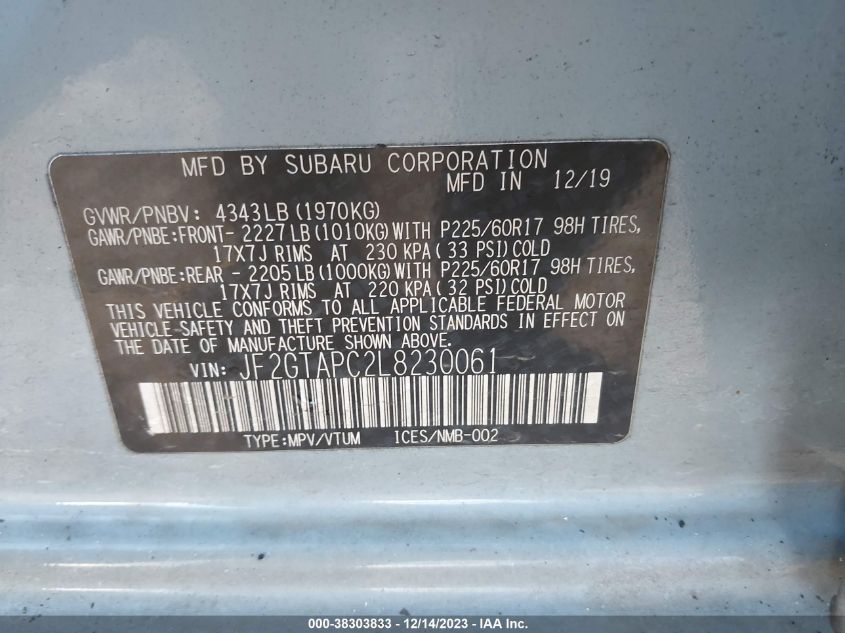 MFD BY SUBARU CORPORATION
MFD IN 12/19
GVWR/PNBV: 4343LB(1970KG)
GAWR/PNBE:FRONT- 2227LB(1010KG)WITH P225/60R17 98H TIRES,
17X7J RIMS AT 230 KPA( 33 PSI)COLD
GAWR/PNBE:REAR - 2205LB(1000KG)WITH P225/60R17 98H TIRES,
17X7J RIMS AT 220 KPA( 32 PSI)COLD
THIS VEHICLE CONFORMS TO ALL APPLICABLE FEDERAL MOTOR
VEHICLE-SAFETY AND THEFT PREVENTION STANDARDS IN EFFECT ON
THE DATE OF MANUFACTURE SHOWN ABOVE.
VIN: JF2GTAPC2L8230061
TYPE:MPV/VTUM ICES/NMB-002
000-38303833 - 12/14/2023 - IAA Inc.